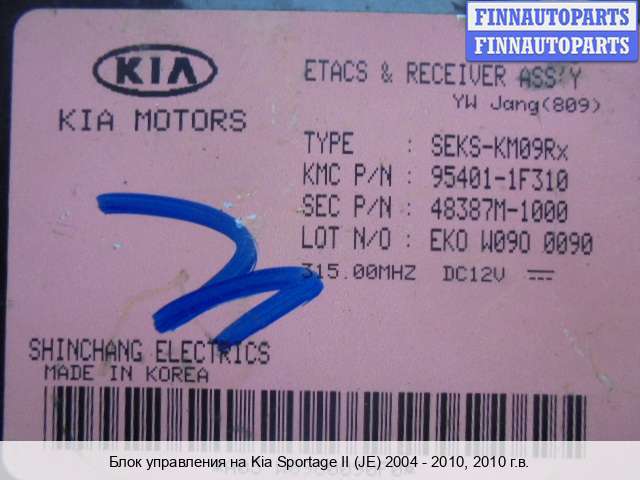 FINNAUTOPARTS
FINNAUTOPARTS
KIA
KIA MOTORS
ETACS & RECEIVER ASS'Y
YW Jang(809)
TYPE : SEKS-KM09Rx
KMC P/N : 95401-1F310
SEC P/N : 48387M-1000
LOT N/O : EKO W090 0090
315.00MHZ DC12V
SHINCHANG ELECTRICS
MADE IN KOREA
Блок управления на Kia Sportage II (JE) 2004 - 2010, 2010 г.в.